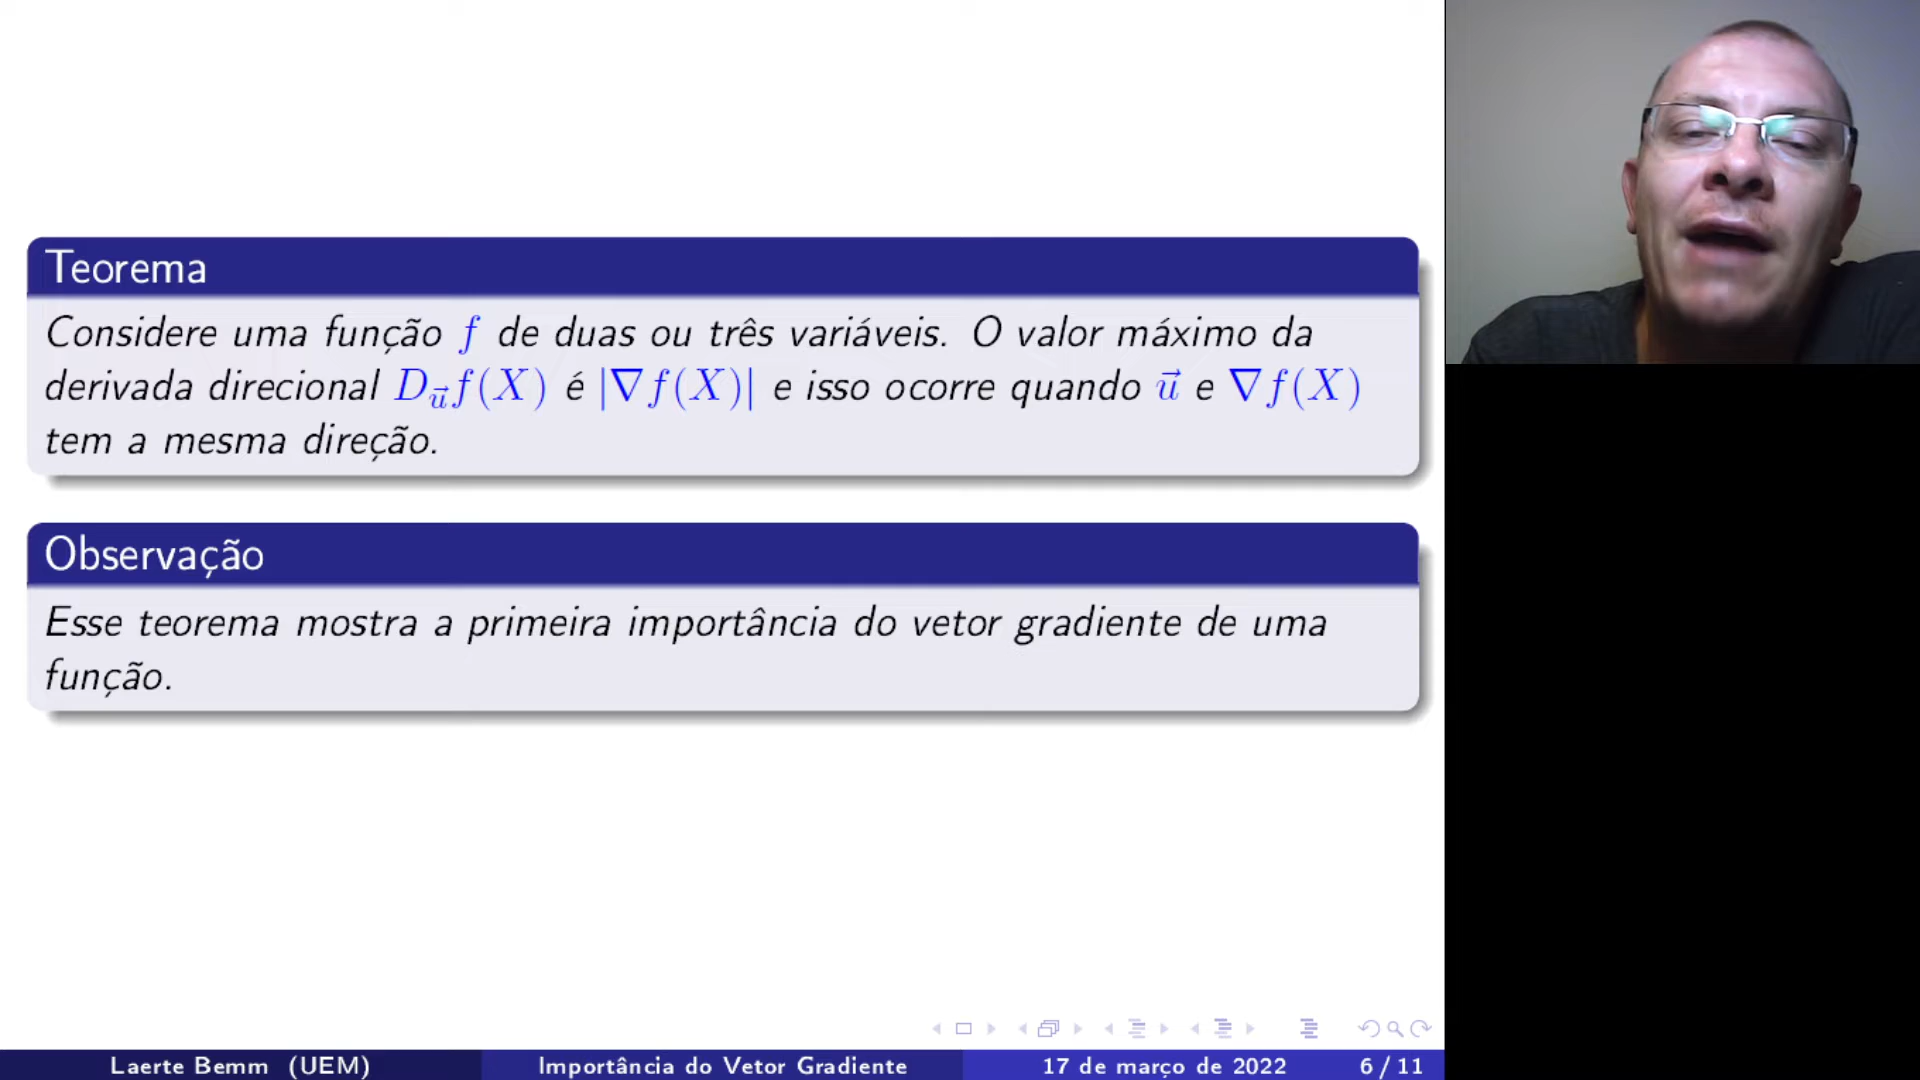 Teorema
Considere uma função f de duas ou três variáveis. O valor máximo da
derivada direcional D_{\vec{u}}f(X) é |∇f(X)| e isso ocorre quando \vec{u} e ∇f(X)
tem a mesma direção.
Observação
Esse teorema mostra a primeira importância do vetor gradiente de uma
função.
Laerte Bemm (UEM) Importância do Vetor Gradiente 17 de março de 2022 6 / 11